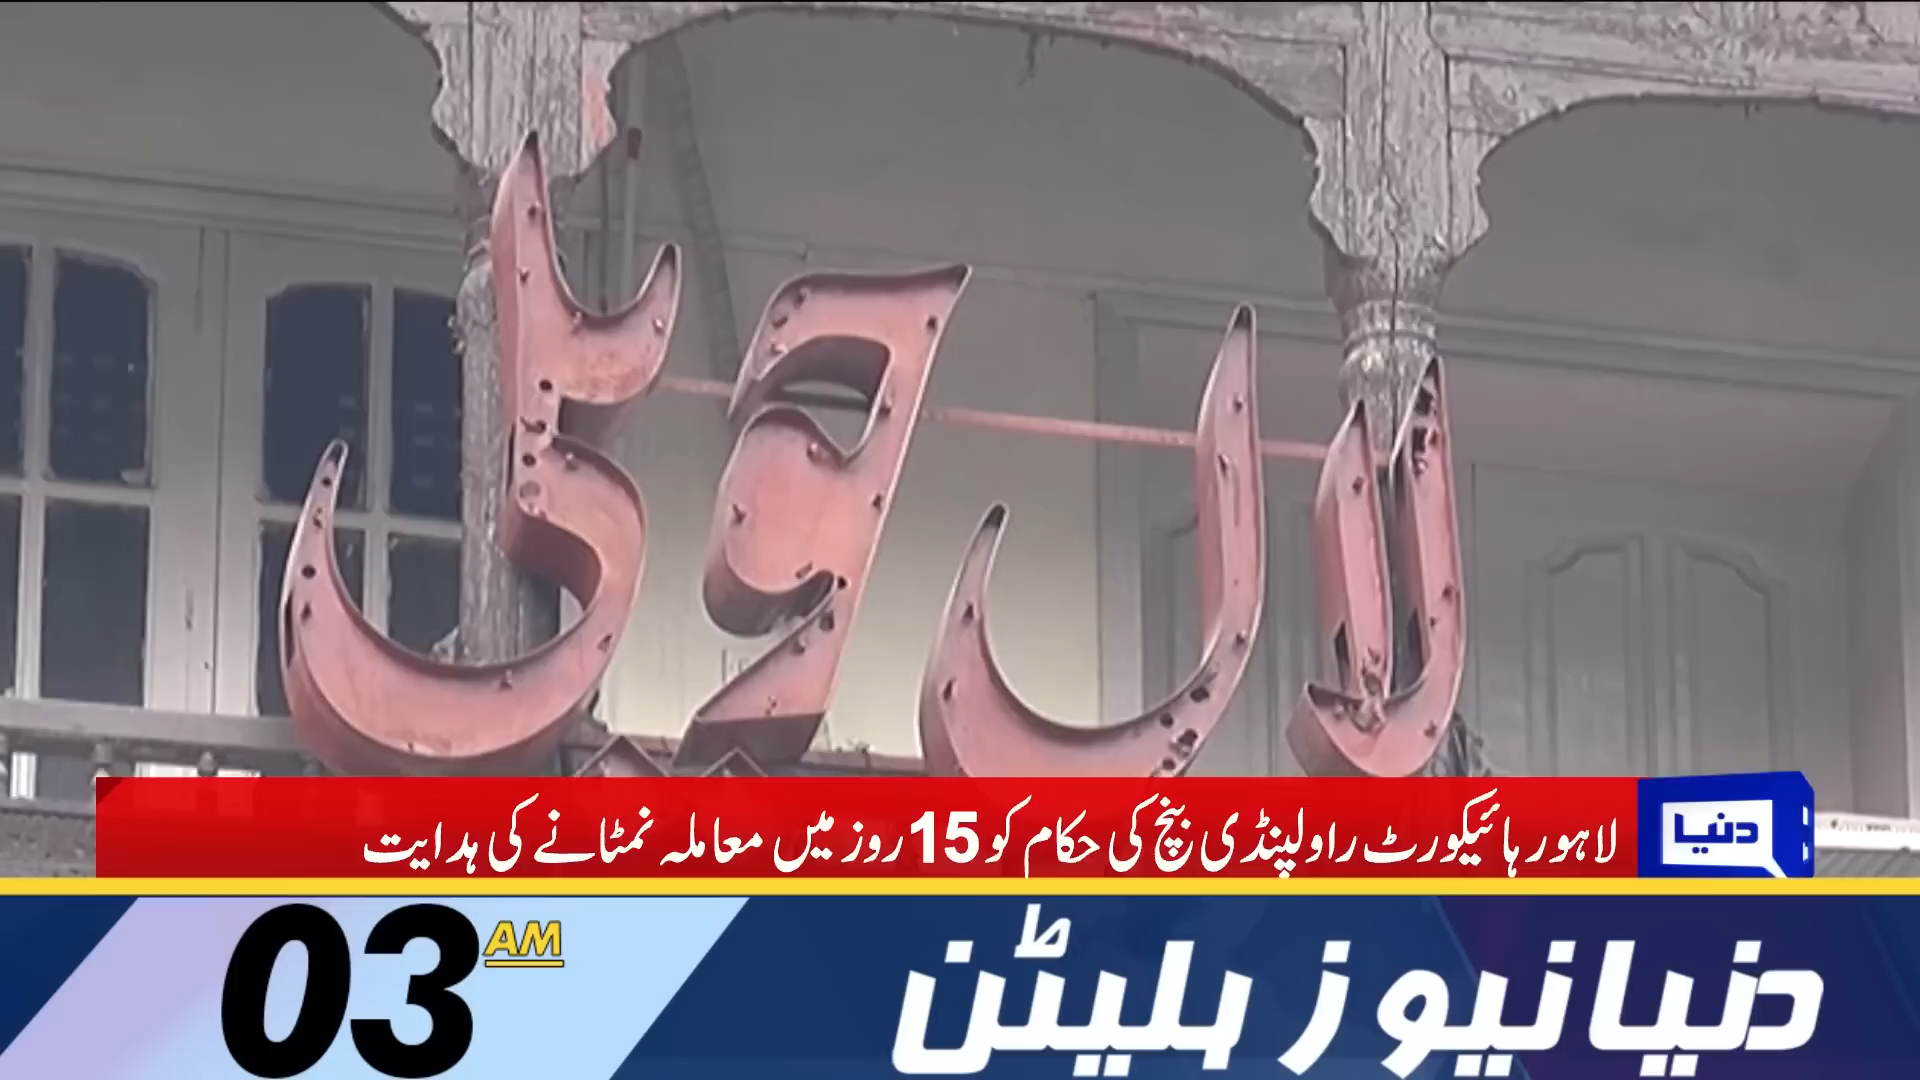 لال حویلی
لاہور ہائیکورٹ راولپنڈی بنچ کی حکام کو 15 روز میں معاملہ نمٹانے کی ہدایت
دنیا
03 AM
دنیا نیوز بلیٹن